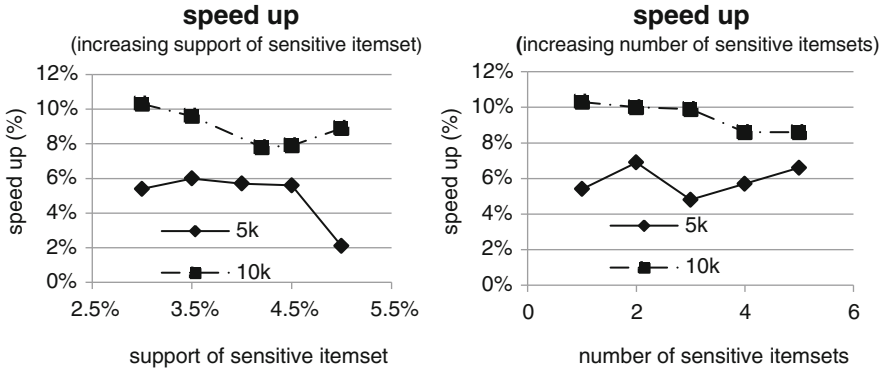 speed up
(increasing support of sensitive itemset)
12%
10%
8%
6%
4%
2%
0%
speed up (%)
5k
10k
2.5% 3.5% 4.5% 5.5%
support of sensitive itemset
speed up
(increasing number of sensitive itemsets)
12%
10%
8%
6%
4%
2%
0%
speed up (%)
5k
10k
0 2 4 6
number of sensitive itemsets